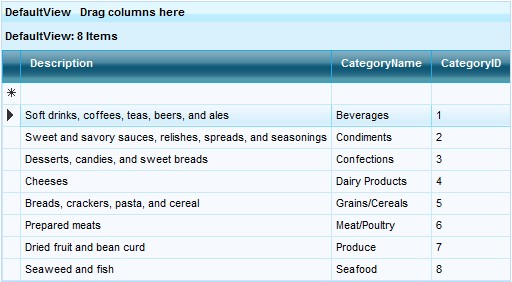 DefaultView Drag columns here
DefaultView: 8 Items
Description CategoryName CategoryID
*
Soft drinks, coffees, teas, beers, and ales Beverages 1
Sweet and savory sauces, relishes, spreads, and seasonings Condiments 2
Desserts, candies, and sweet breads Confections 3
Cheeses Dairy Products 4
Breads, crackers, pasta, and cereal Grains/Cereals 5
Prepared meats Meat/Poultry 6
Dried fruit and bean curd Produce 7
Seaweed and fish Seafood 8